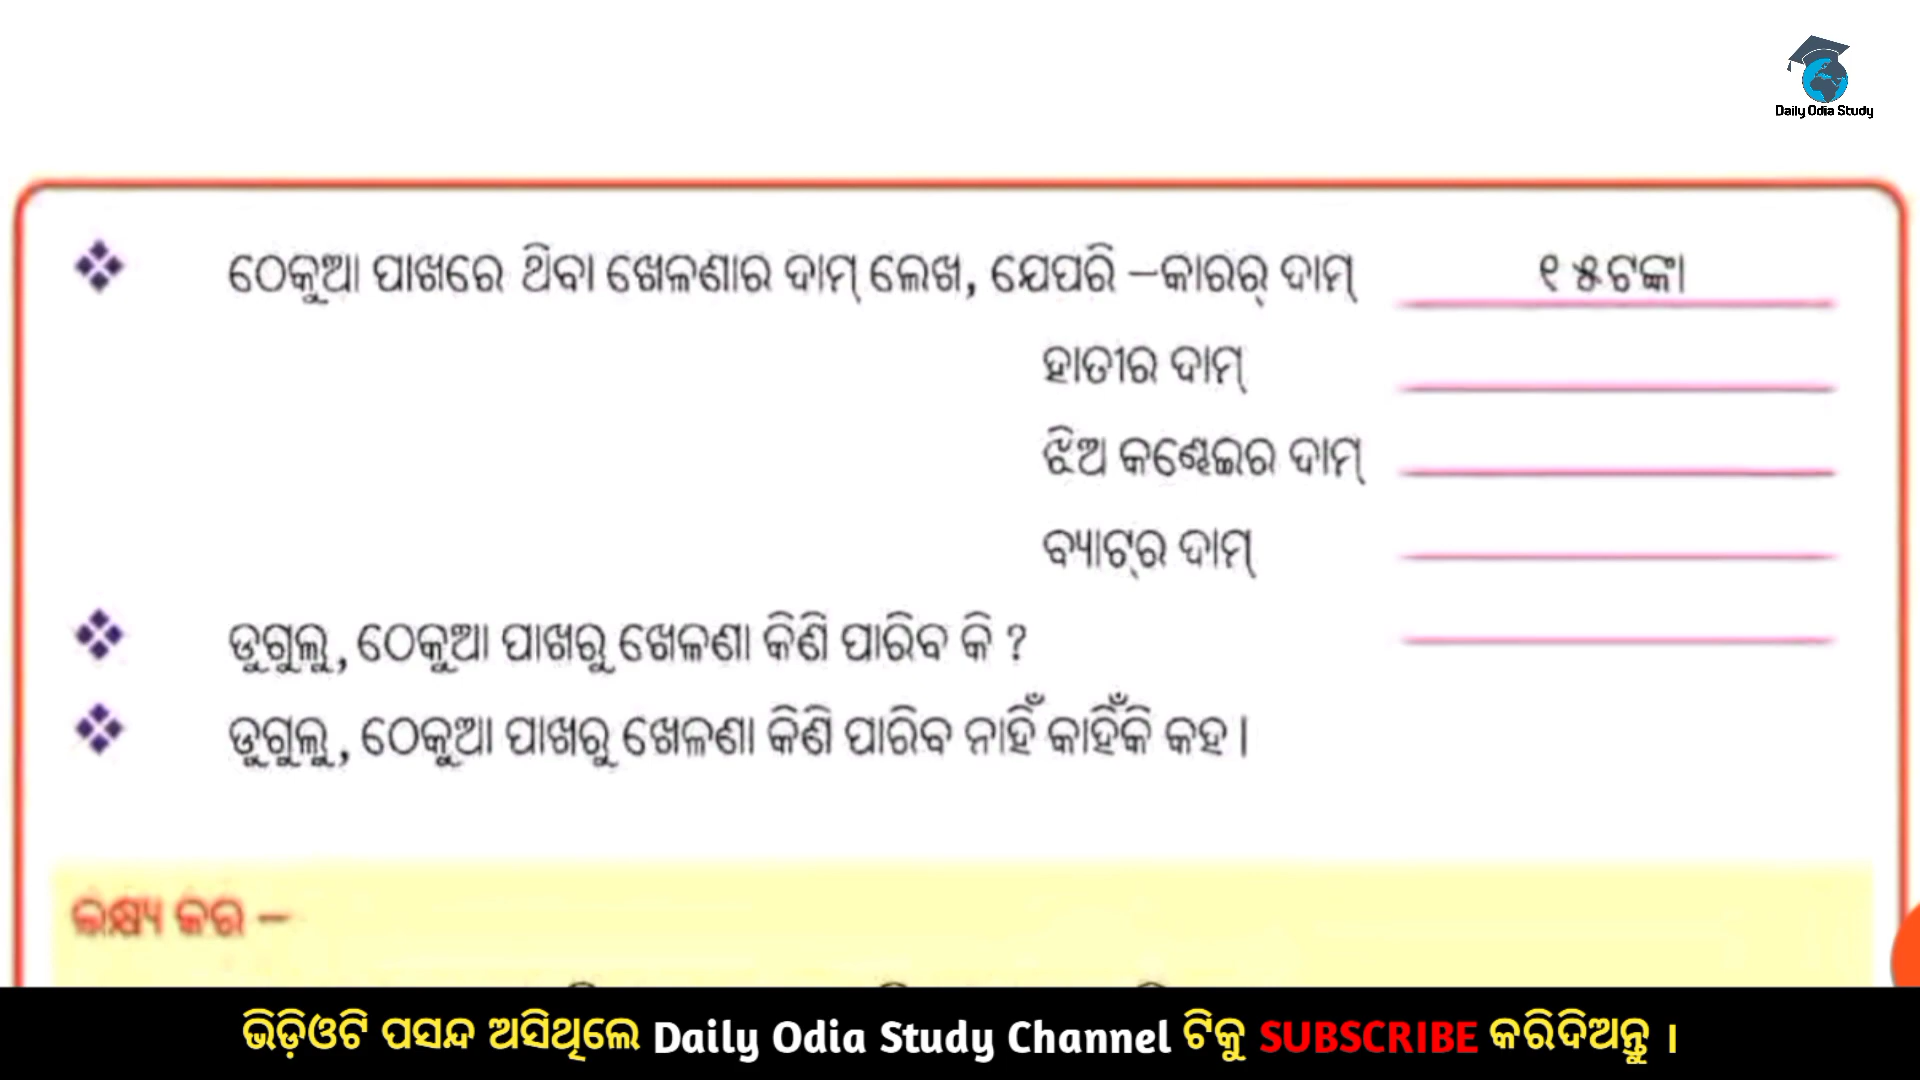 Daily Odia Study
ଠେକୁଆ ପାଖରେ ଥିବା ଖେଳଣାର ଦାମ୍ ଲେଖ, ଯେପରି –କାରର୍ ଦାମ୍ ୧୫ଟଙ୍କା
ହାତୀର ଦାମ୍
ଝିଅ କଣ୍ଢେଇର ଦାମ୍
ବ୍ୟାଟ୍‌ର ଦାମ୍
ଡୁଗୁଲୁ, ଠେକୁଆ ପାଖରୁ ଖେଳଣା କିଣି ପାରିବ କି ?
ଡୁଗୁଲୁ, ଠେକୁଆ ପାଖରୁ ଖେଳଣା କିଣି ପାରିବ ନାହିଁ କାହିଁକି କହ ।
ଲକ୍ଷ୍ୟ କର –
ଭିଡ଼ିଓଟି ପସନ୍ଦ ଅସିଥିଲେ Daily Odia Study Channel ଟିକୁ SUBSCRIBE କରିଦିଅନ୍ତୁ ।